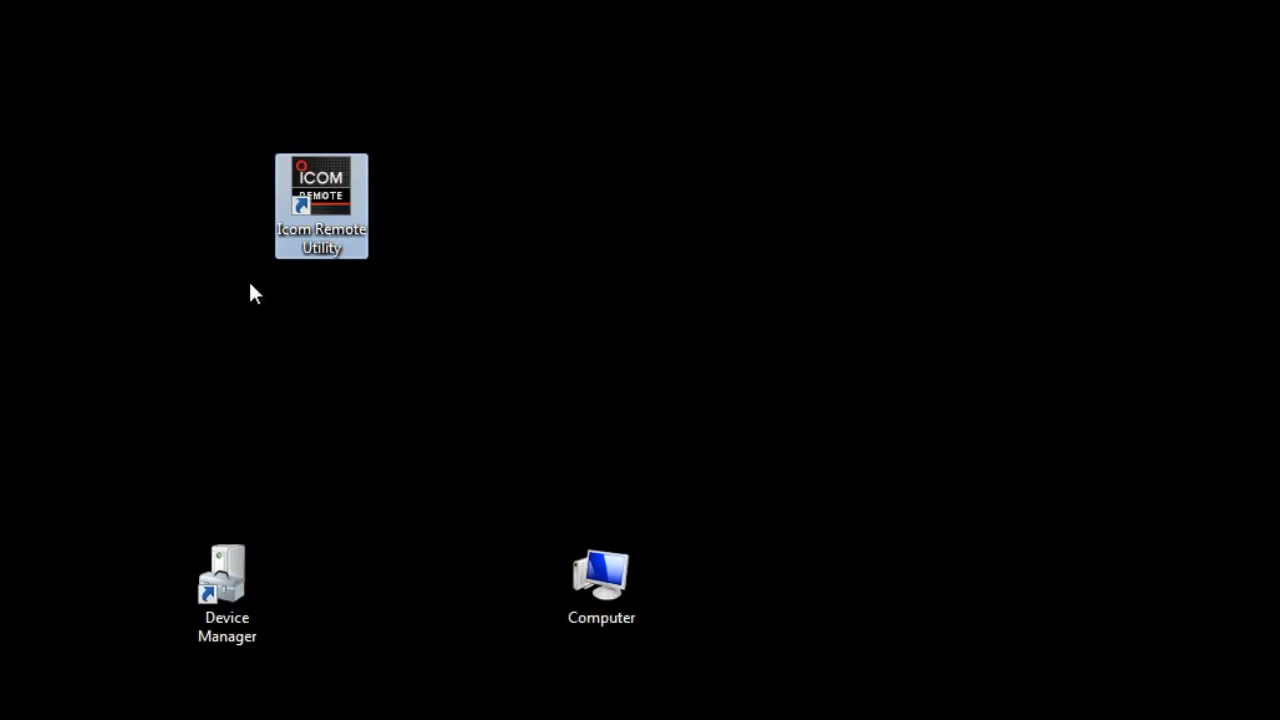 ICOM
REMOTE
Icom Remote
Utility
Device
Manager
Computer